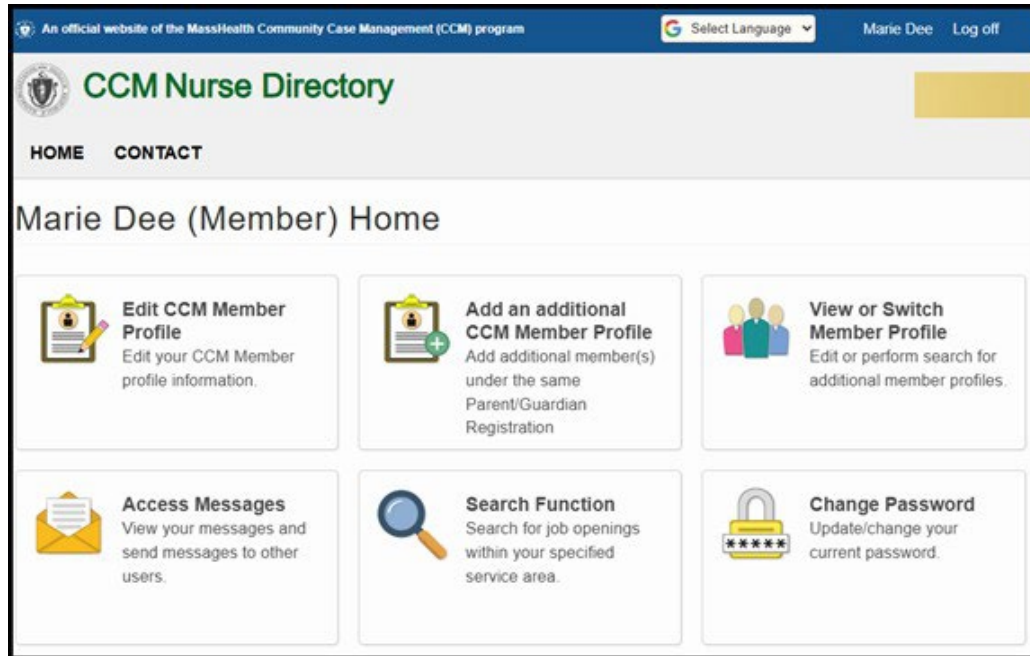 An official website of the MassHealth Community Case Management (CCM) program
Select Language
Marie Dee Log off
CCM Nurse Directory
HOME CONTACT
Marie Dee (Member) Home
Edit CCM Member
Profile
Edit your CCM Member
profile information.
Add an additional
CCM Member Profile
Add additional member(s)
under the same
Parent/Guardian
Registration
View or Switch
Member Profile
Edit or perform search for
additional member profiles.
Access Messages
View your messages and
send messages to other
users.
Search Function
Search for job openings
within your specified
service area.
*****
Change Password
Update/change your
current password.